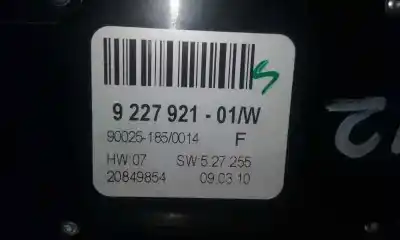 9 227 921 - 01/W
90025-185/0014 F
HW:07 SW:5.27.255
20849854 09.03.10